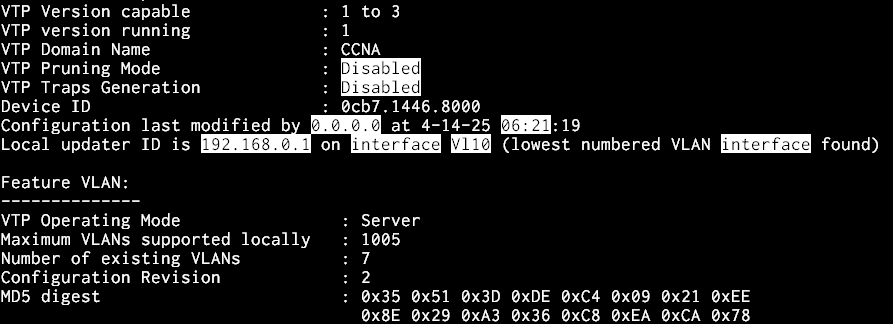 VTP Version capable : 1 to 3
VTP version running : 1
VTP Domain Name : CCNA
VTP Pruning Mode : Disabled
VTP Traps Generation : Disabled
Device ID : 0cb7.1446.8000
Configuration last modified by 0.0.0.0 at 4-14-25 06:21:19
Local updater ID is 192.168.0.1 on interface Vl10 (lowest numbered VLAN interface found)
Feature VLAN:
--------------
VTP Operating Mode : Server
Maximum VLANs supported locally : 1005
Number of existing VLANs : 7
Configuration Revision : 2
MD5 digest : 0x35 0x51 0x3D 0xDE 0xC4 0x09 0x21 0xEE
0x8E 0x29 0xA3 0x36 0xC8 0xEA 0xCA 0x78